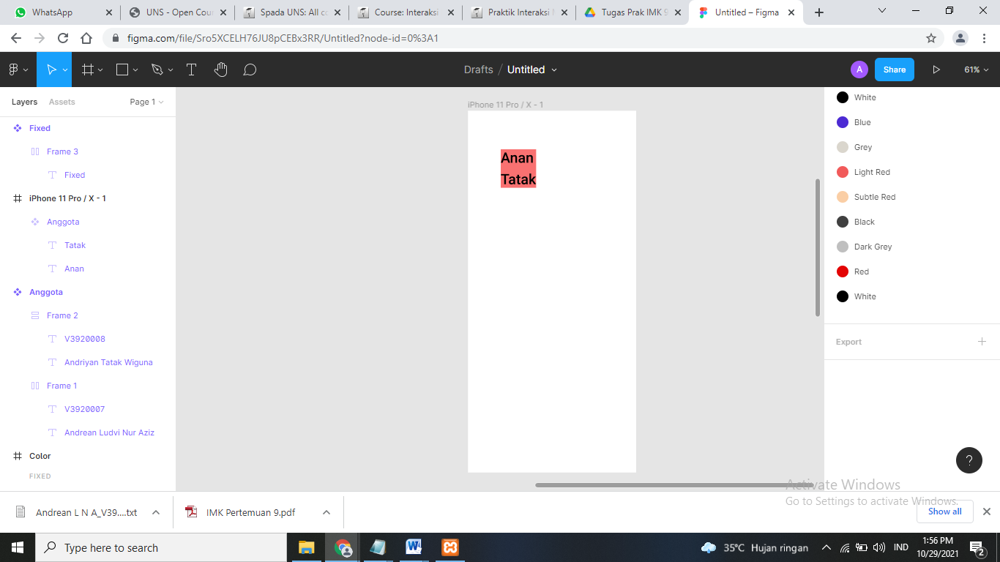 WhatsApp
UNS - Open Cour
Spada UNS: All co
Course: Interaksi
Praktik Interaksi M
Tugas Prak IMK 9
Untitled – Figma
figma.com/file/Sro5XCELH76JU8pCEBx3RR/Untitled?node-id=0%3A1
Drafts / Untitled
A
Share
61%
Layers
Assets
Page 1
Fixed
Frame 3
Fixed
iPhone 11 Pro / X - 1
Anggota
Tatak
Anan
Anggota
Frame 2
V3920008
Andriyan Tatak Wiguna
Frame 1
V3920007
Andrean Ludvi Nur Aziz
Color
FIXED
iPhone 11 Pro / X - 1
Anan
Tatak
White
Blue
Grey
Light Red
Subtle Red
Black
Dark Grey
Red
White
Export
?
Activate Windows
Go to Settings to activate Windows.
Andrean L N A_V39....txt
IMK Pertemuan 9.pdf
Show all
Type here to search
35°C Hujan ringan
IND
1:56 PM
10/29/2021
2